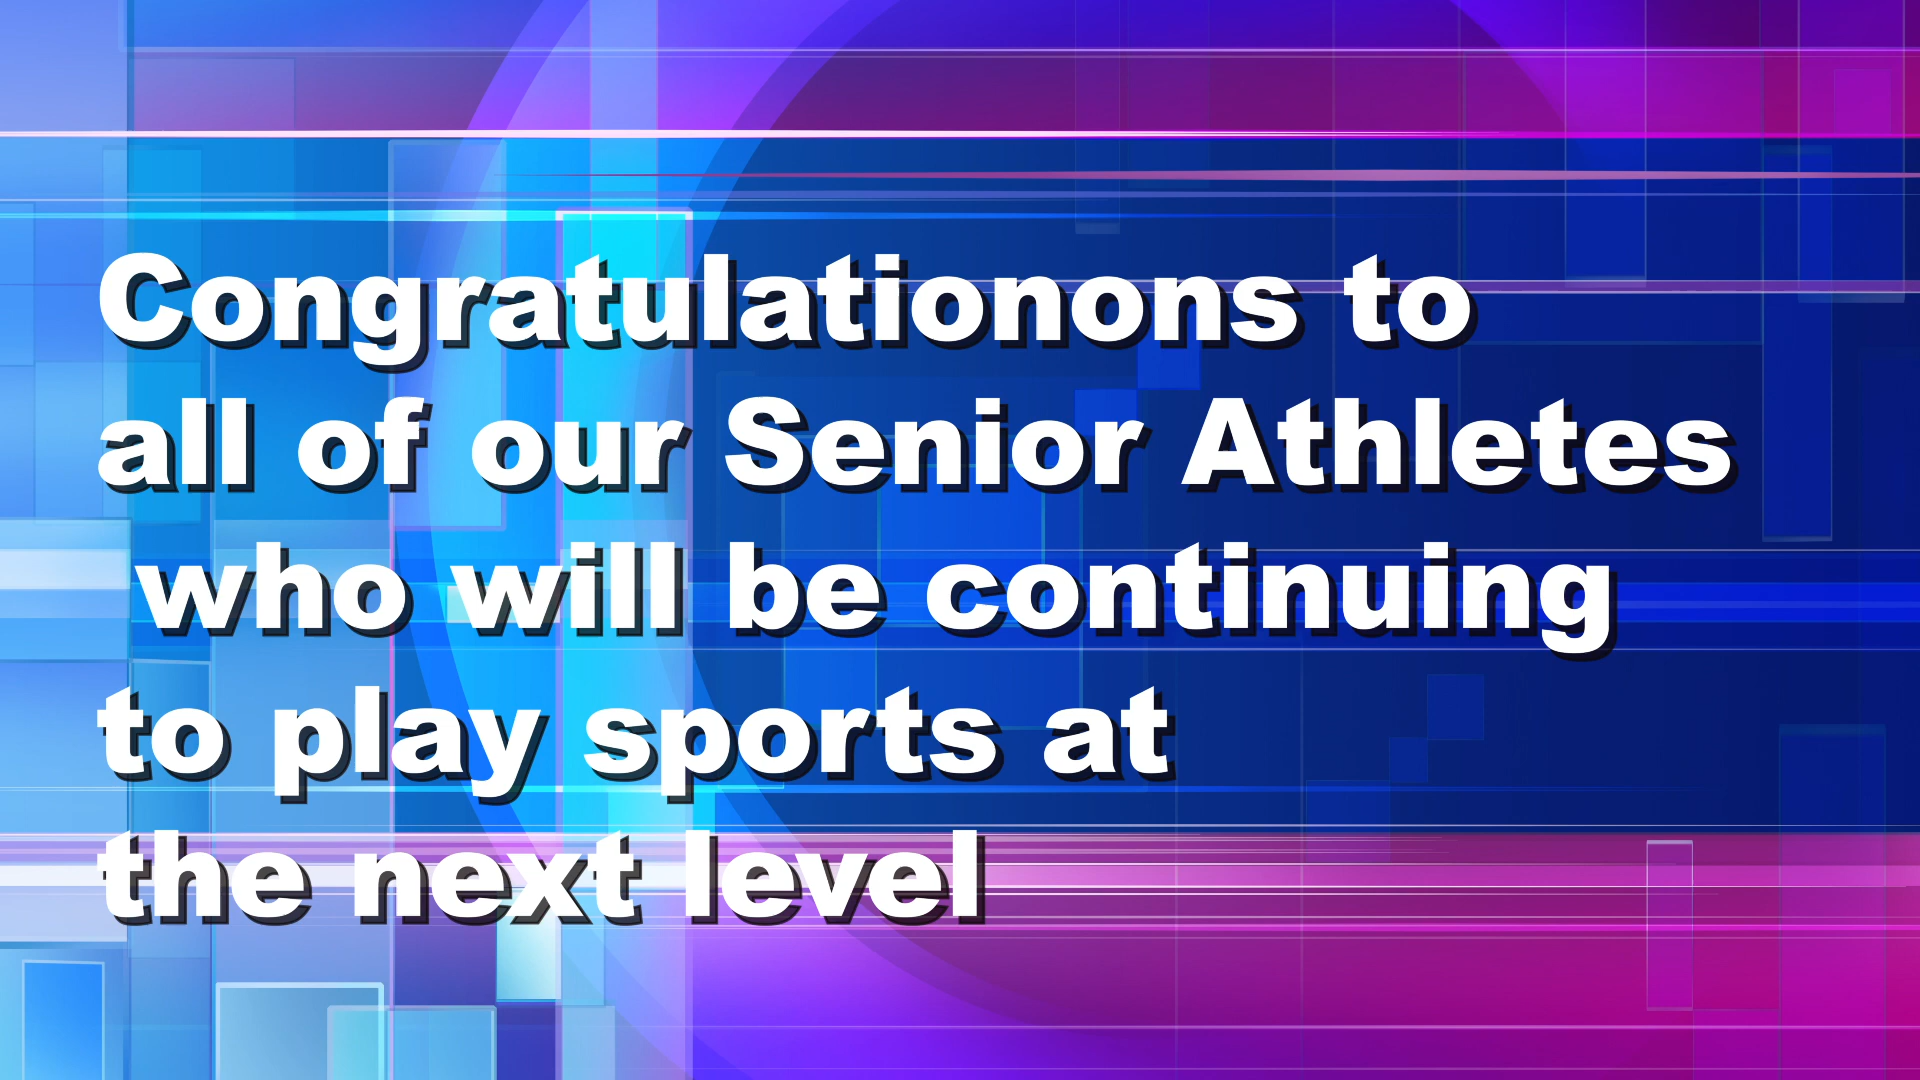 Congratulationons to
all of our Senior Athletes
who will be continuing
to play sports at
the next level